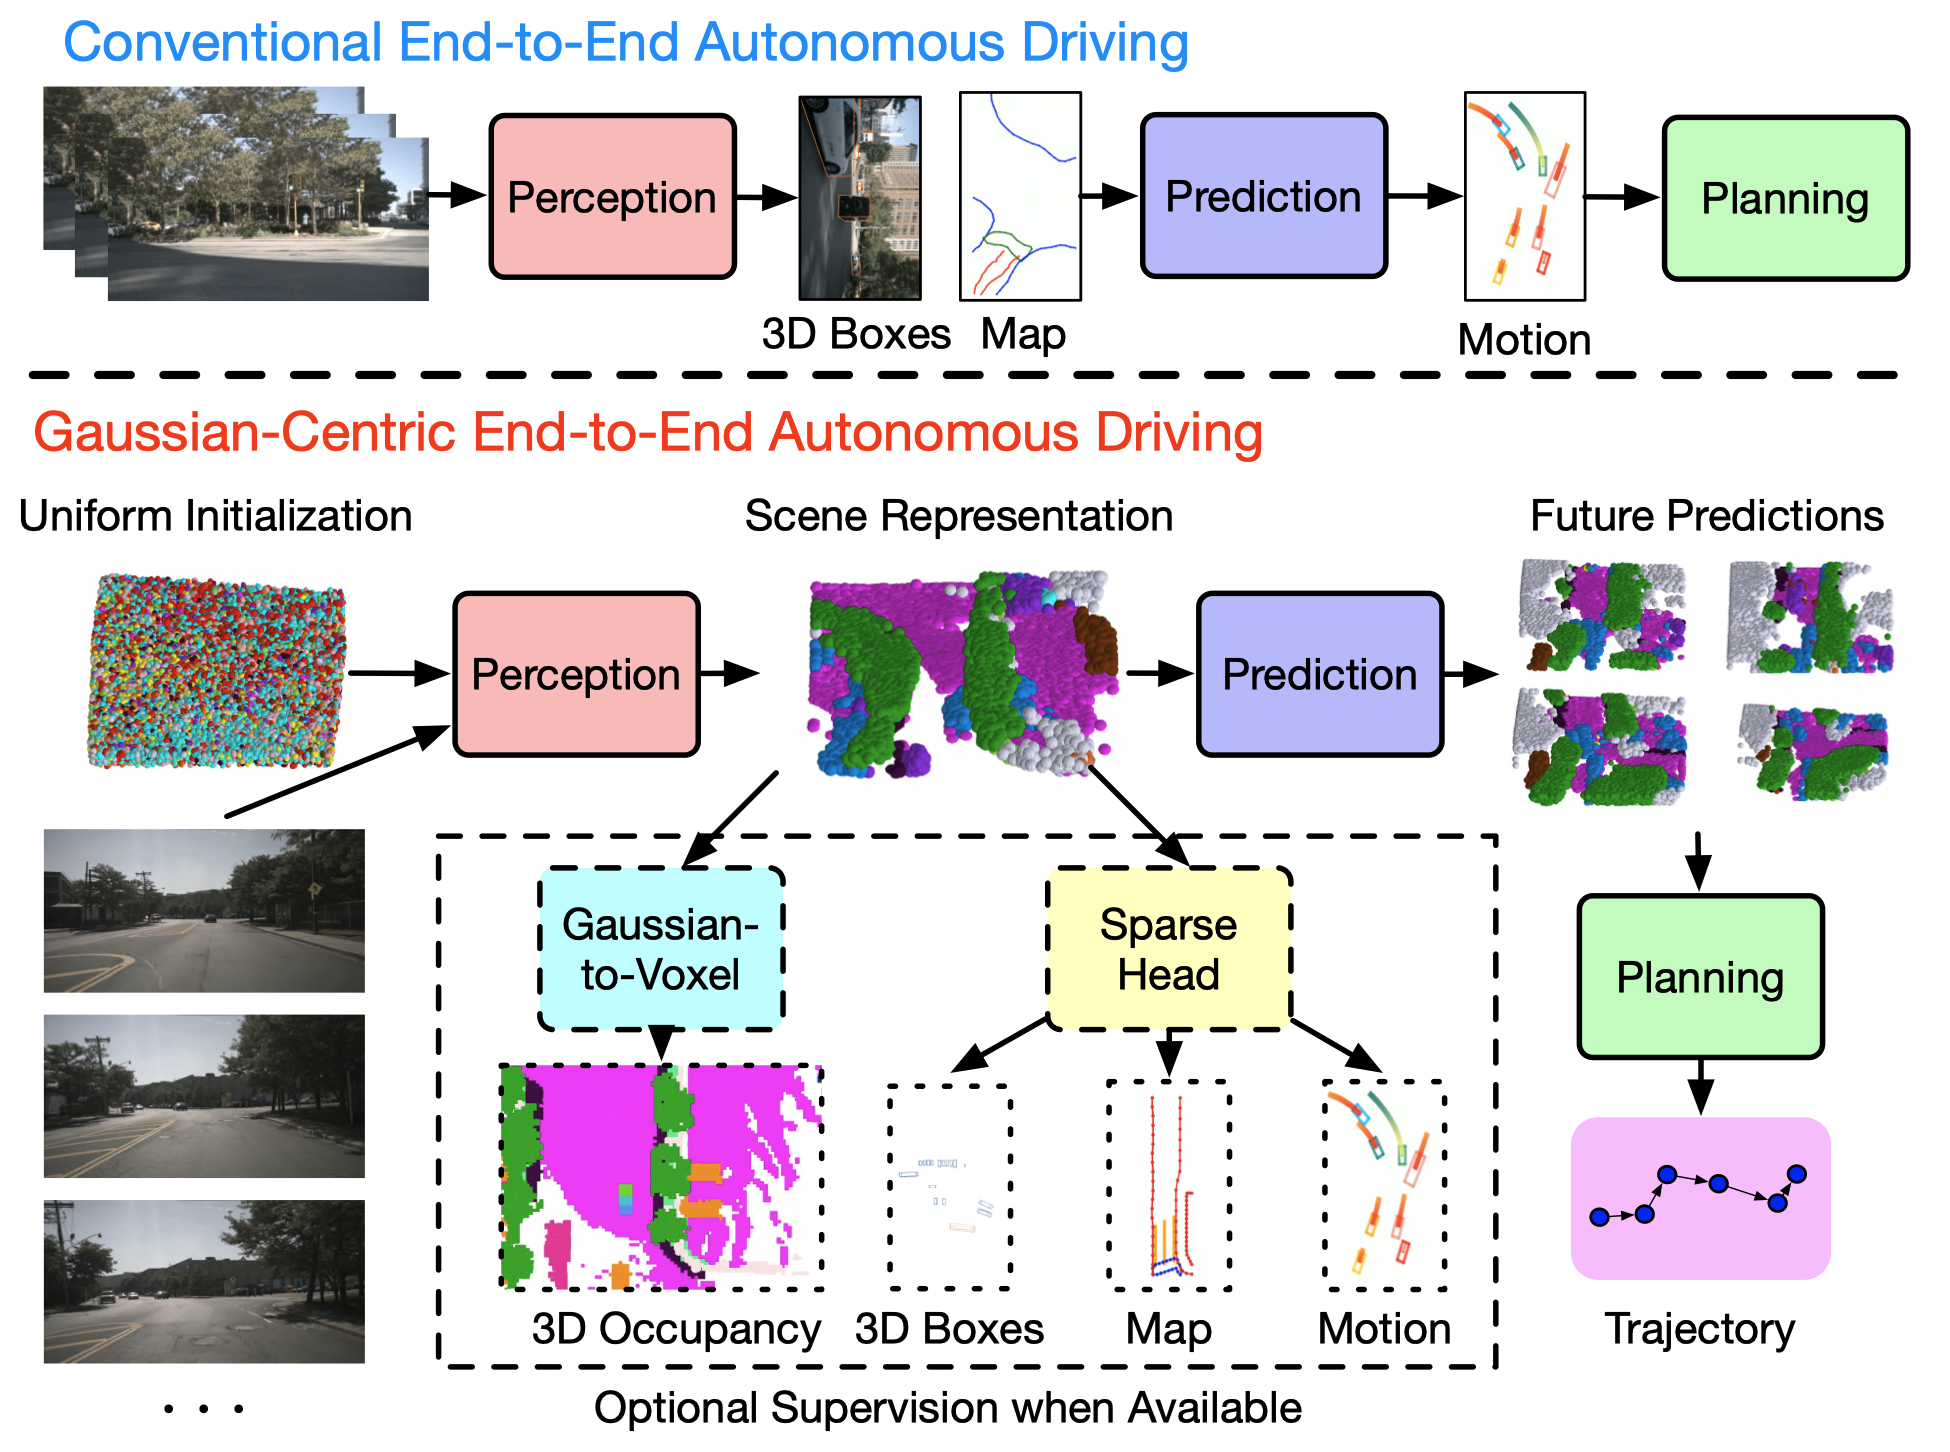 Conventional End-to-End Autonomous Driving
Perception
3D Boxes
Map
Prediction
Motion
Planning
Gaussian-Centric End-to-End Autonomous Driving
Uniform Initialization
Scene Representation
Future Predictions
Perception
Prediction
Gaussian-
to-Voxel
Sparse
Head
Planning
3D Occupancy
3D Boxes
Map
Motion
Trajectory
. . .
Optional Supervision when Available